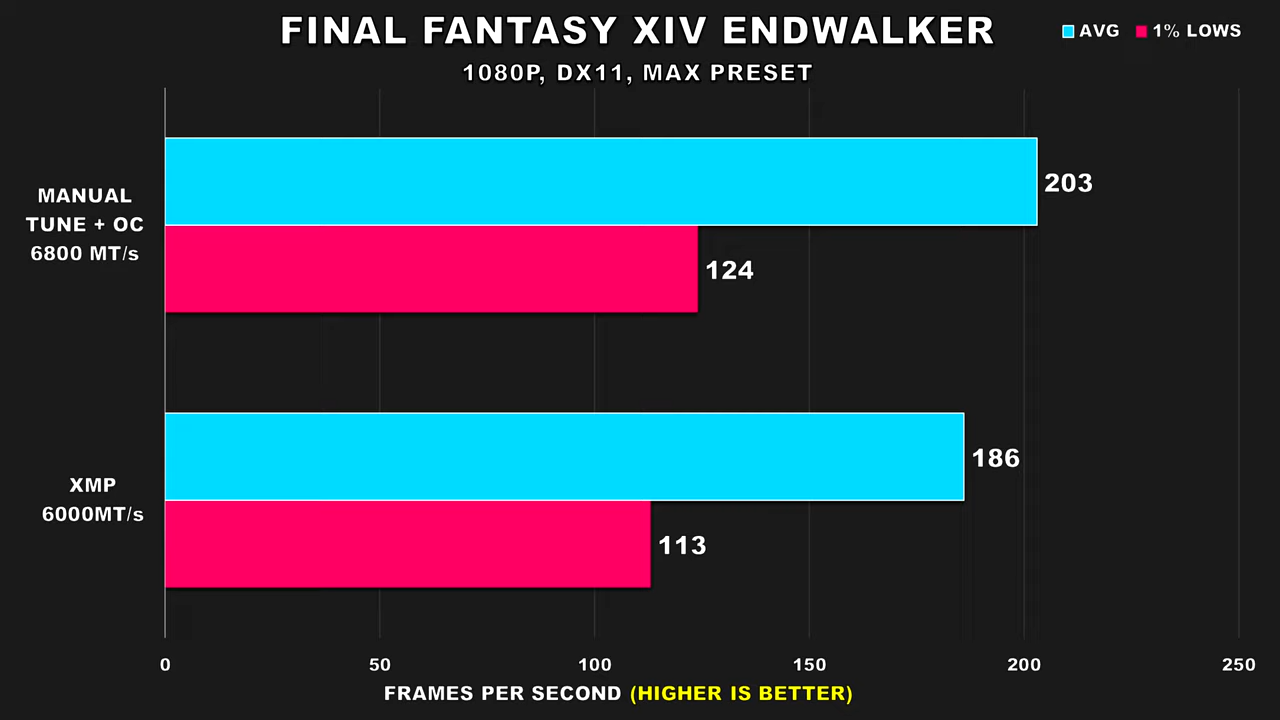 FINAL FANTASY XIV ENDWALKER
1080P, DX11, MAX PRESET
AVG 1% LOWS
MANUAL
TUNE + OC
6800 MT/s
203
124
XMP
6000MT/s
186
113
0 50 100 150 200 250
FRAMES PER SECOND (HIGHER IS BETTER)